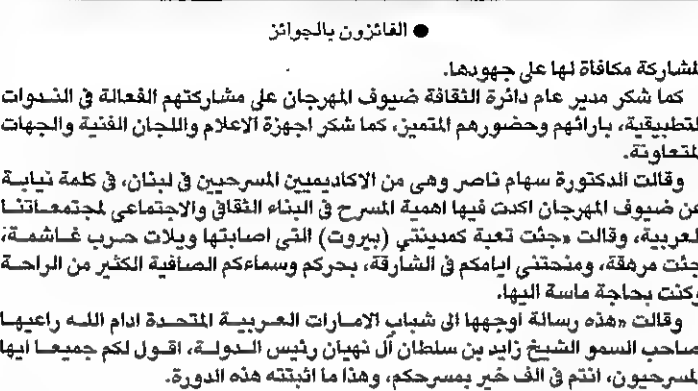 ● الفائزون بالجوائز
لمشاركة مكافأة لها على جهودها.
كما شكر مدير عام دائرة الثقافة ضيوف المهرجان على مشاركتهم الفعالة في الندوات
لتطبيقية، بارائهم وحضورهم المتميز، كما شكر اجهزة الاعلام واللجان الفنية والجهات
لمتعاونة.
وقالت الدكتورة سهام ناصر وهي من الاكاديميين المسرحيين في لبنان، في كلمة نيابة
عن ضيوف المهرجان اكدت فيها اهمية المسرح في البناء الثقافي والاجتماعي لمجتمعاتنا
لعربية، وقالت «جئت تعبة كمدينتي (بيروت) التي اصابتها ويلات حرب غاشمة،
جئت مرهقة، ومنحتني ايامكم في الشارقة، بحركم وسماءكم الصافية الكثير من الراحة
وكنت بحاجة ماسة اليها.
وقالت «هذه رسالة اوجهها الى شباب الامارات العربية المتحدة ادام الله راعيها
صاحب السمو الشيخ زايد بن سلطان آل نهيان رئيس الدولة، اقول لكم جميعا ايها
لمسرحيون، انتم في الف خير بمسرحكم، وهذا ما اثبتته هذه الدورة.